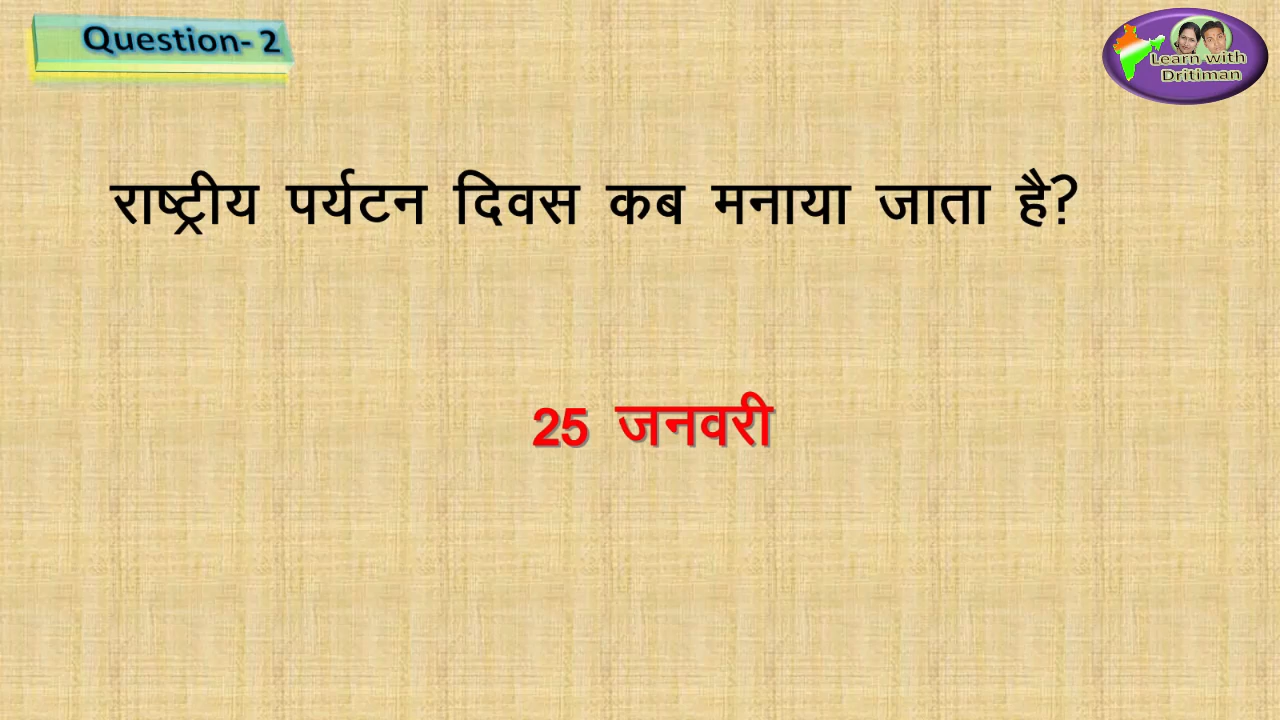 Question- 2
Learn with
Dritiman
राष्ट्रीय पर्यटन दिवस कब मनाया जाता है?
25 जनवरी